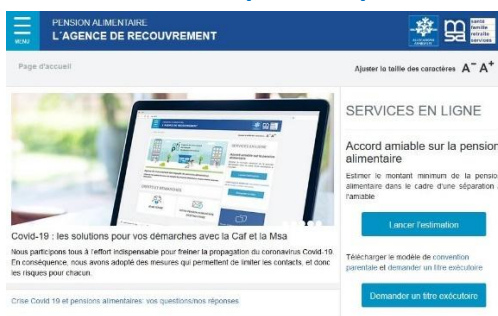 MENU
PENSION ALIMENTAIRE
L'AGENCE DE RECOUVREMENT
santé
famille
retraite
services
Page d'accueil
Ajuster la taille des caractères A⁻ A⁺
Covid-19 : les solutions pour vos démarches avec la Caf et la Msa
Nous participons tous à l'effort indispensable pour freiner la propagation du coronavirus Covid-19.
En conséquence, nous avons adopté des mesures qui permettent de limiter les contacts, et donc
les risques pour chacun.
Crise Covid 19 et pensions alimentaires: vos questions/nos réponses
SERVICES EN LIGNE
Accord amiable sur la pension
alimentaire
Estimer le montant minimum de la pension
alimentaire dans le cadre d'une séparation à
l'amiable
Lancer l'estimation
Télécharger le modèle de convention
parentale et demander un titre exécutoire
Demander un titre exécutoire